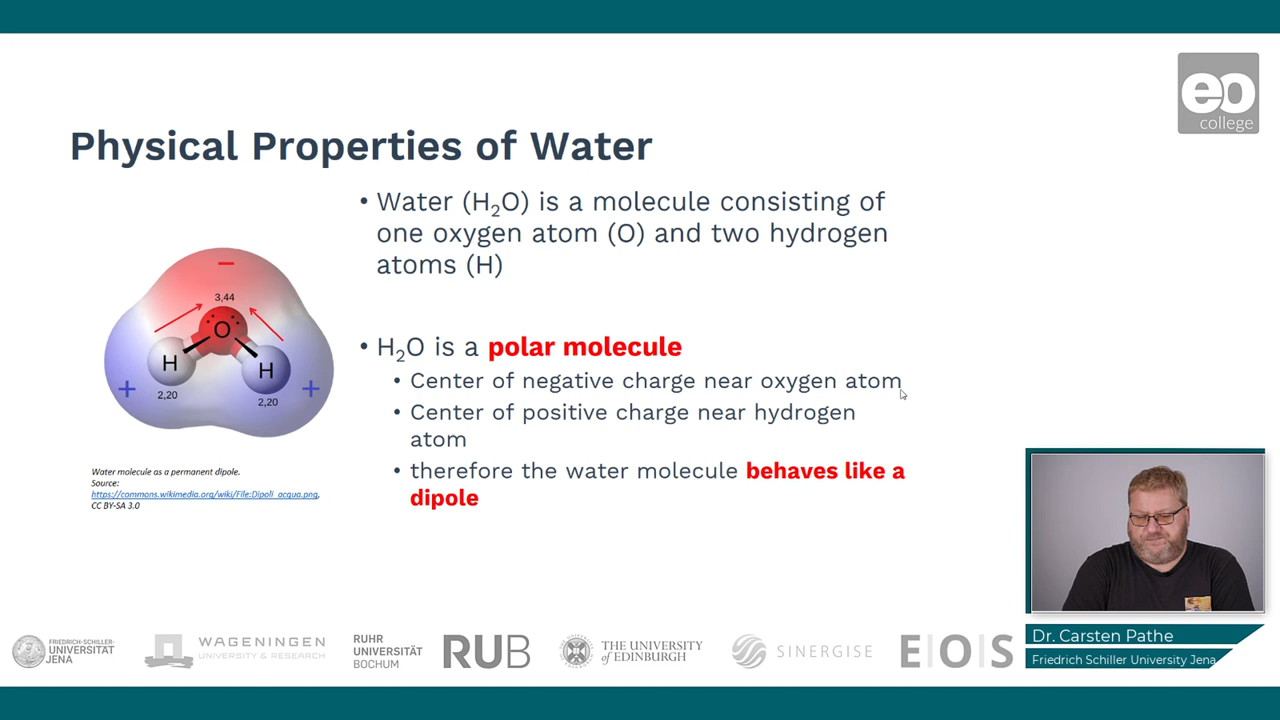 eo
college
Physical Properties of Water
• Water (H₂O) is a molecule consisting of
one oxygen atom (O) and two hydrogen
atoms (H)
−
3,44
O
H
H
+
+
2,20
2,20
• H₂O is a polar molecule
• Center of negative charge near oxygen atom
• Center of positive charge near hydrogen
atom
• therefore the water molecule behaves like a
dipole
Water molecule as a permanent dipole.
Source:
https://commons.wikimedia.org/wiki/File:Dipoli_acqua.png,
CC BY-SA 3.0
Dr. Carsten Pathe
Friedrich Schiller University Jena
FRIEDRICH-SCHILLER-
UNIVERSITÄT
JENA
WAGENINGEN
UNIVERSITY & RESEARCH
RUHR
UNIVERSITÄT
BOCHUM
RUB
THE UNIVERSITY
of EDINBURGH
SINERGISE
E|O|S